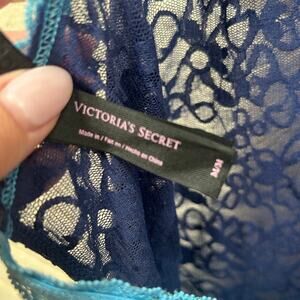 VICTORIA'S SECRET
Made in / Fait en / Hecho en China
M/M